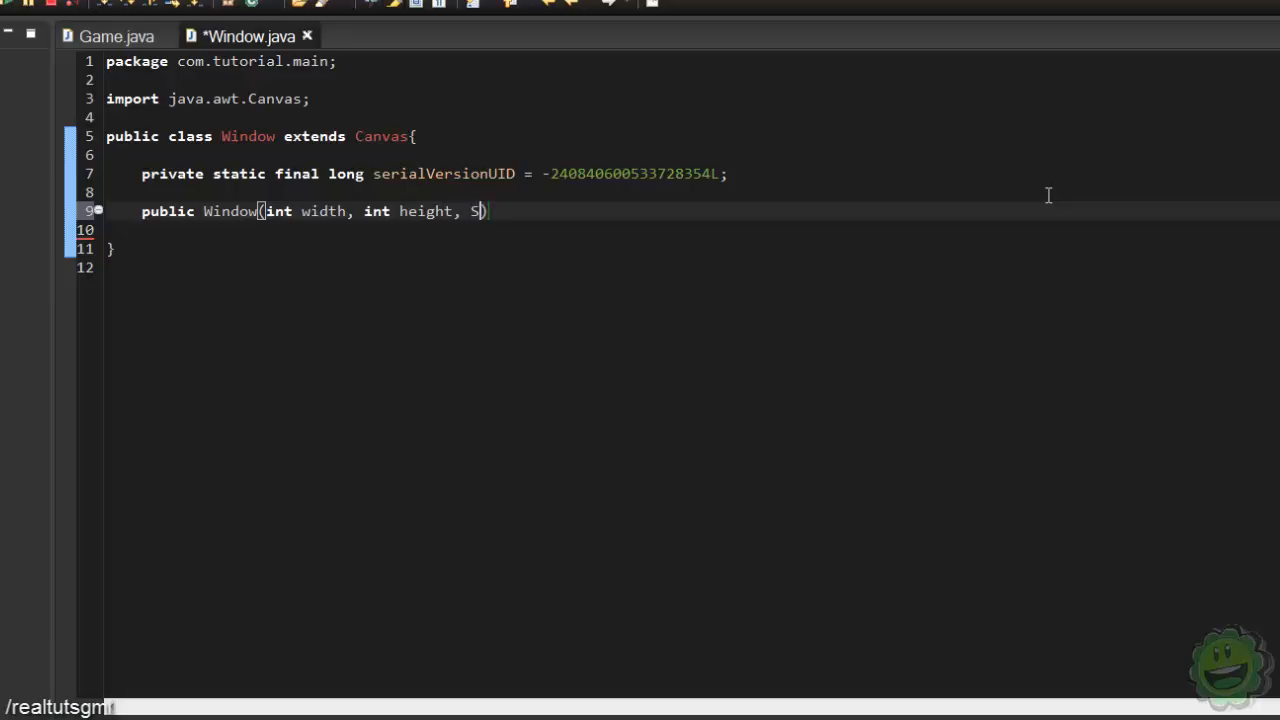 Game.java *Window.java
1 package com.tutorial.main;
2
3 import java.awt.Canvas;
4
5 public class Window extends Canvas{
6
7 private static final long serialVersionUID = -240840600533728354L;
8
9 public Window(int width, int height, S)
10
11 }
12
/realtutsgm